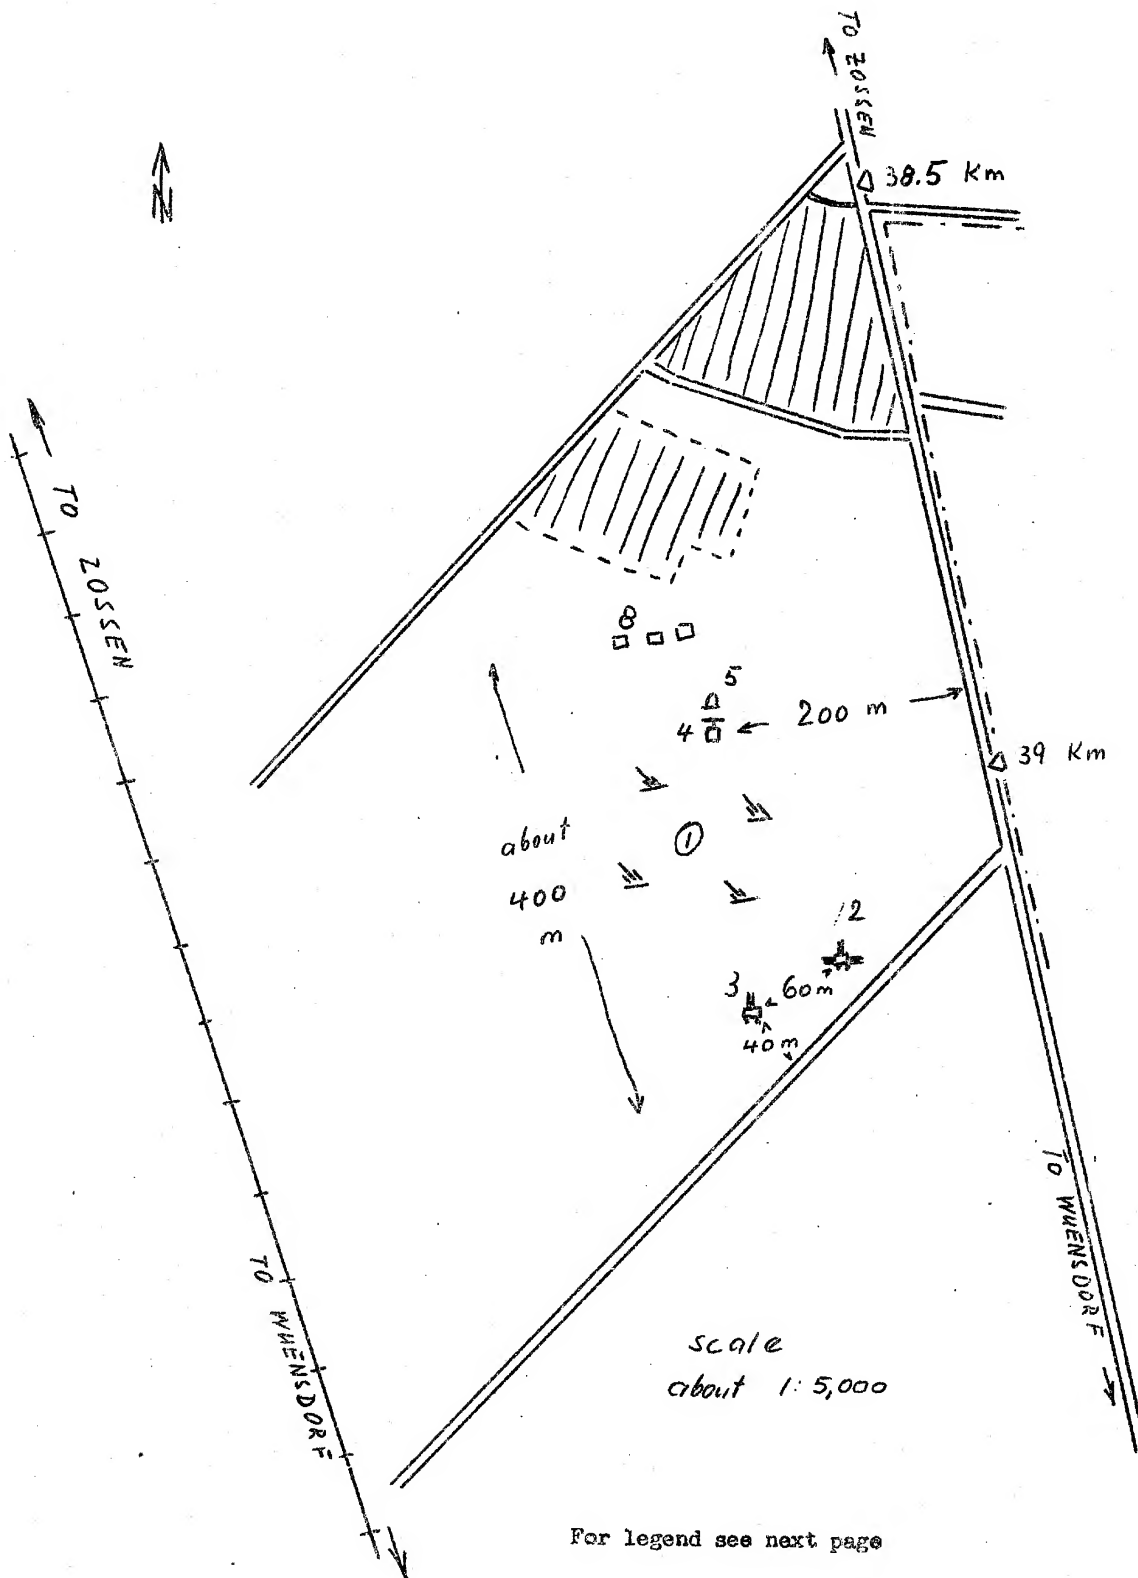 TO ZOSSEN
N
38.5 Km
TO ZOSSEN
8
5
4
200 m
39 Km
1
about
400
m
2
3
60m
40m
TO WUENSDORF
TO WUENSDORF
scale
about 1:5,000
For legend see next page